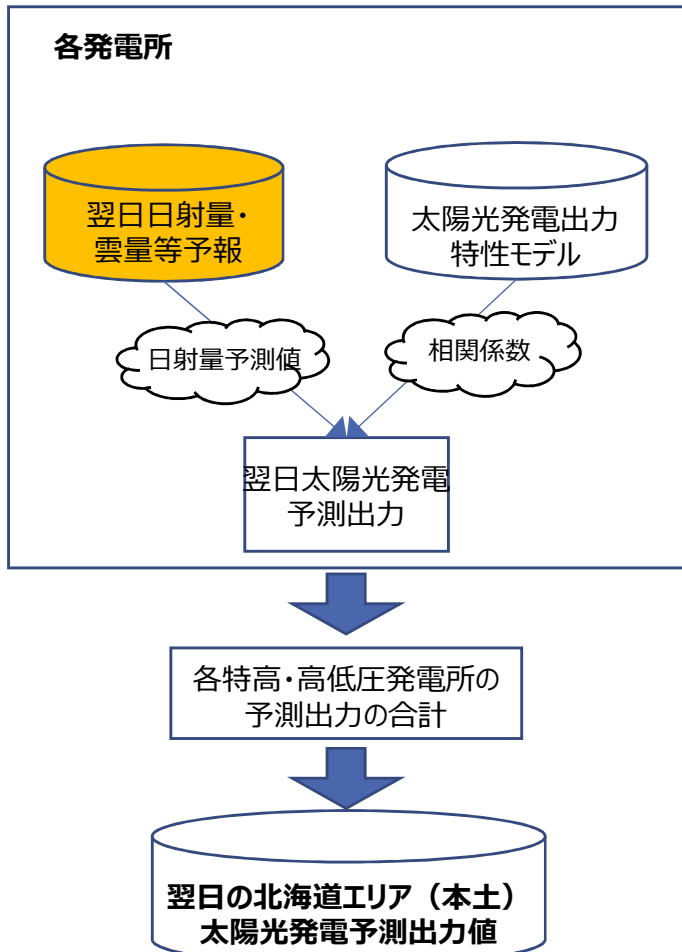 各発電所
翌日日射量・
雲量等予報
太陽光発電出力
特性モデル
日射量予測値
相関係数
翌日太陽光発電
予測出力
各特高・高低圧発電所の
予測出力の合計
翌日の北海道エリア（本土）
太陽光発電予測出力値